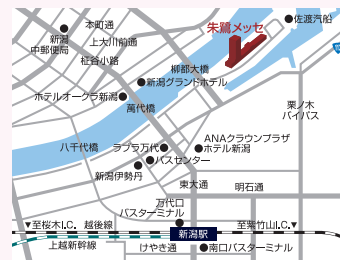 朱鷺メッセ
佐渡汽船
本町通
新潟
中郵便局
上大川前通
柾谷小路
柳都大橋
新潟グランドホテル
ホテルオークラ新潟
萬代橋
栗ノ木
バイパス
八千代橋
ラブラ万代
ANAクラウンプラザ
ホテル新潟
バスセンター
新潟伊勢丹
東大通
明石通
万代口
バスターミナル
▼至桜木I.C.
越後線
新潟駅
至紫竹山I.C.▼
上越新幹線
けやき通
南口バスターミナル